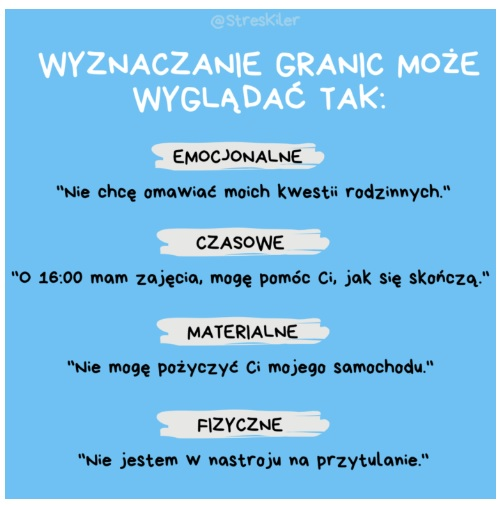 @Streskiler
WYZNACZANIE GRANIC MOŻE
WYGLĄDAĆ TAK:
EMOCJONALNE
"Nie chcę omawiać moich kwestii rodzinnych."
CZASOWE
"O 16:00 mam zajęcia, mogę pomóc Ci, jak się skończą."
MATERIALNE
"Nie mogę pożyczyć Ci mojego samochodu."
FIZYCZNE
"Nie jestem w nastroju na przytulanie."